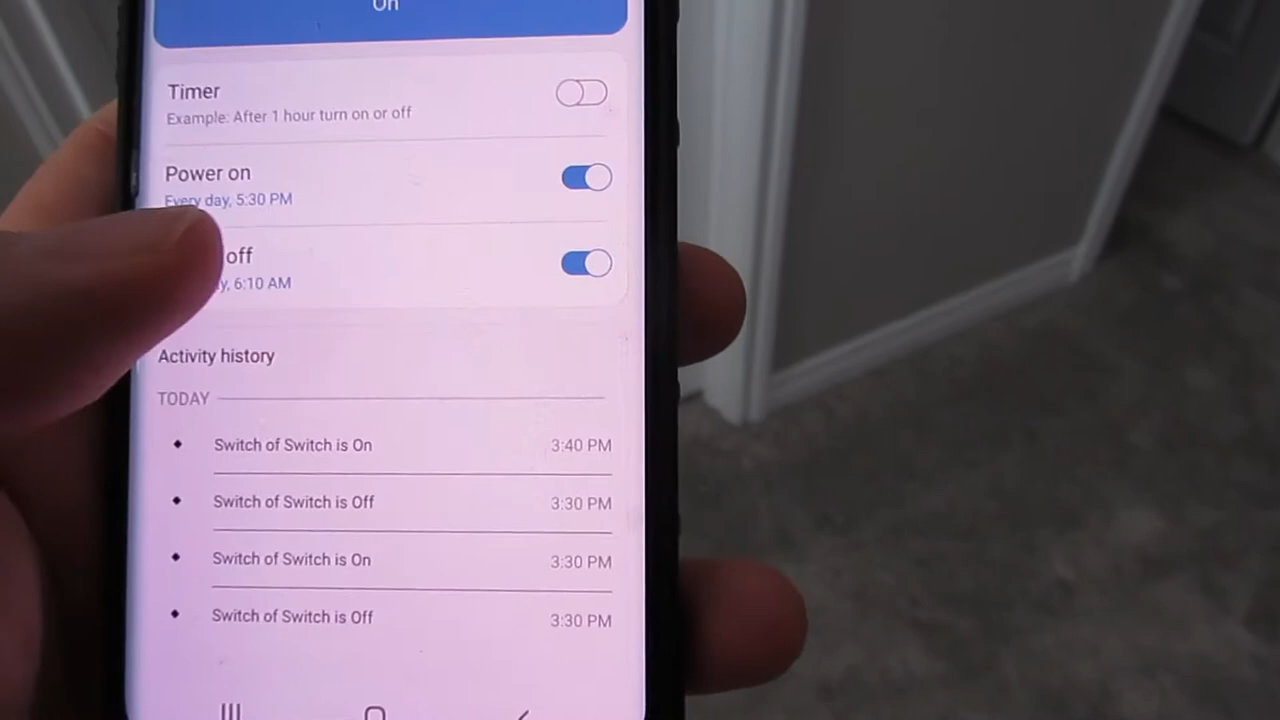 On
Timer
Example: After 1 hour turn on or off
Power on
Every day, 5:30 PM
off
6:10 AM
Activity history
TODAY
Switch of Switch is On 3:40 PM
Switch of Switch is Off 3:30 PM
Switch of Switch is On 3:30 PM
Switch of Switch is Off 3:30 PM